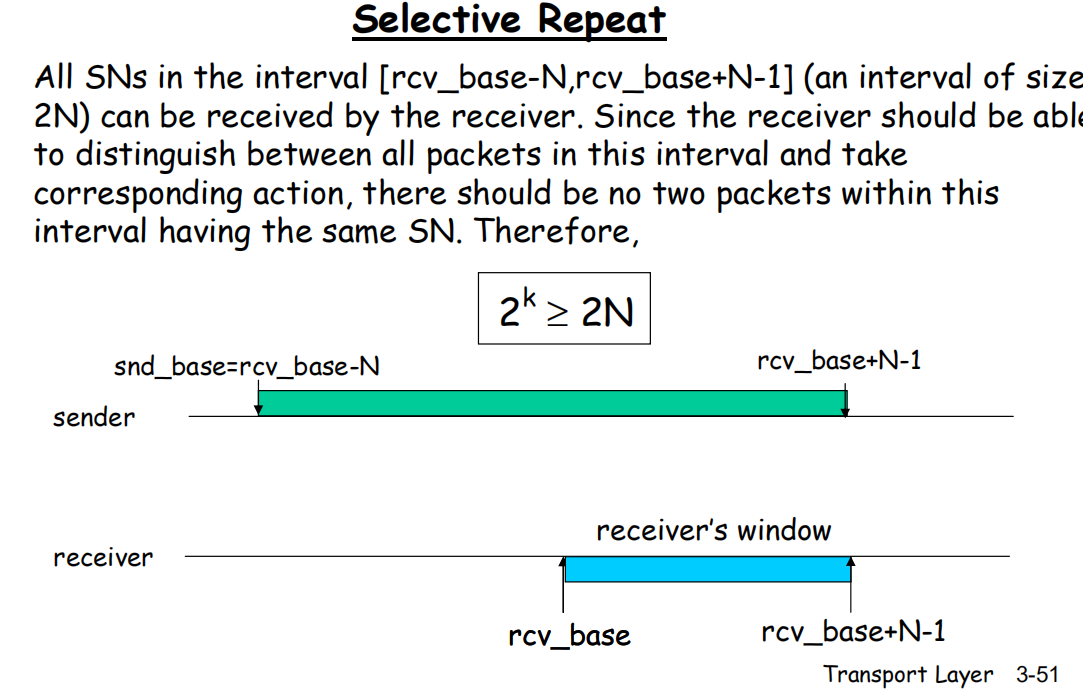 Selective Repeat
All SNs in the interval [rcv_base-N,rcv_base+N-1] (an interval of size
2N) can be received by the receiver. Since the receiver should be able
to distinguish between all packets in this interval and take
corresponding action, there should be no two packets within this
interval having the same SN. Therefore,
2^k ≥ 2N
snd_base=rcv_base-N
rcv_base+N-1
sender
receiver's window
receiver
rcv_base
rcv_base+N-1
Transport Layer 3-51